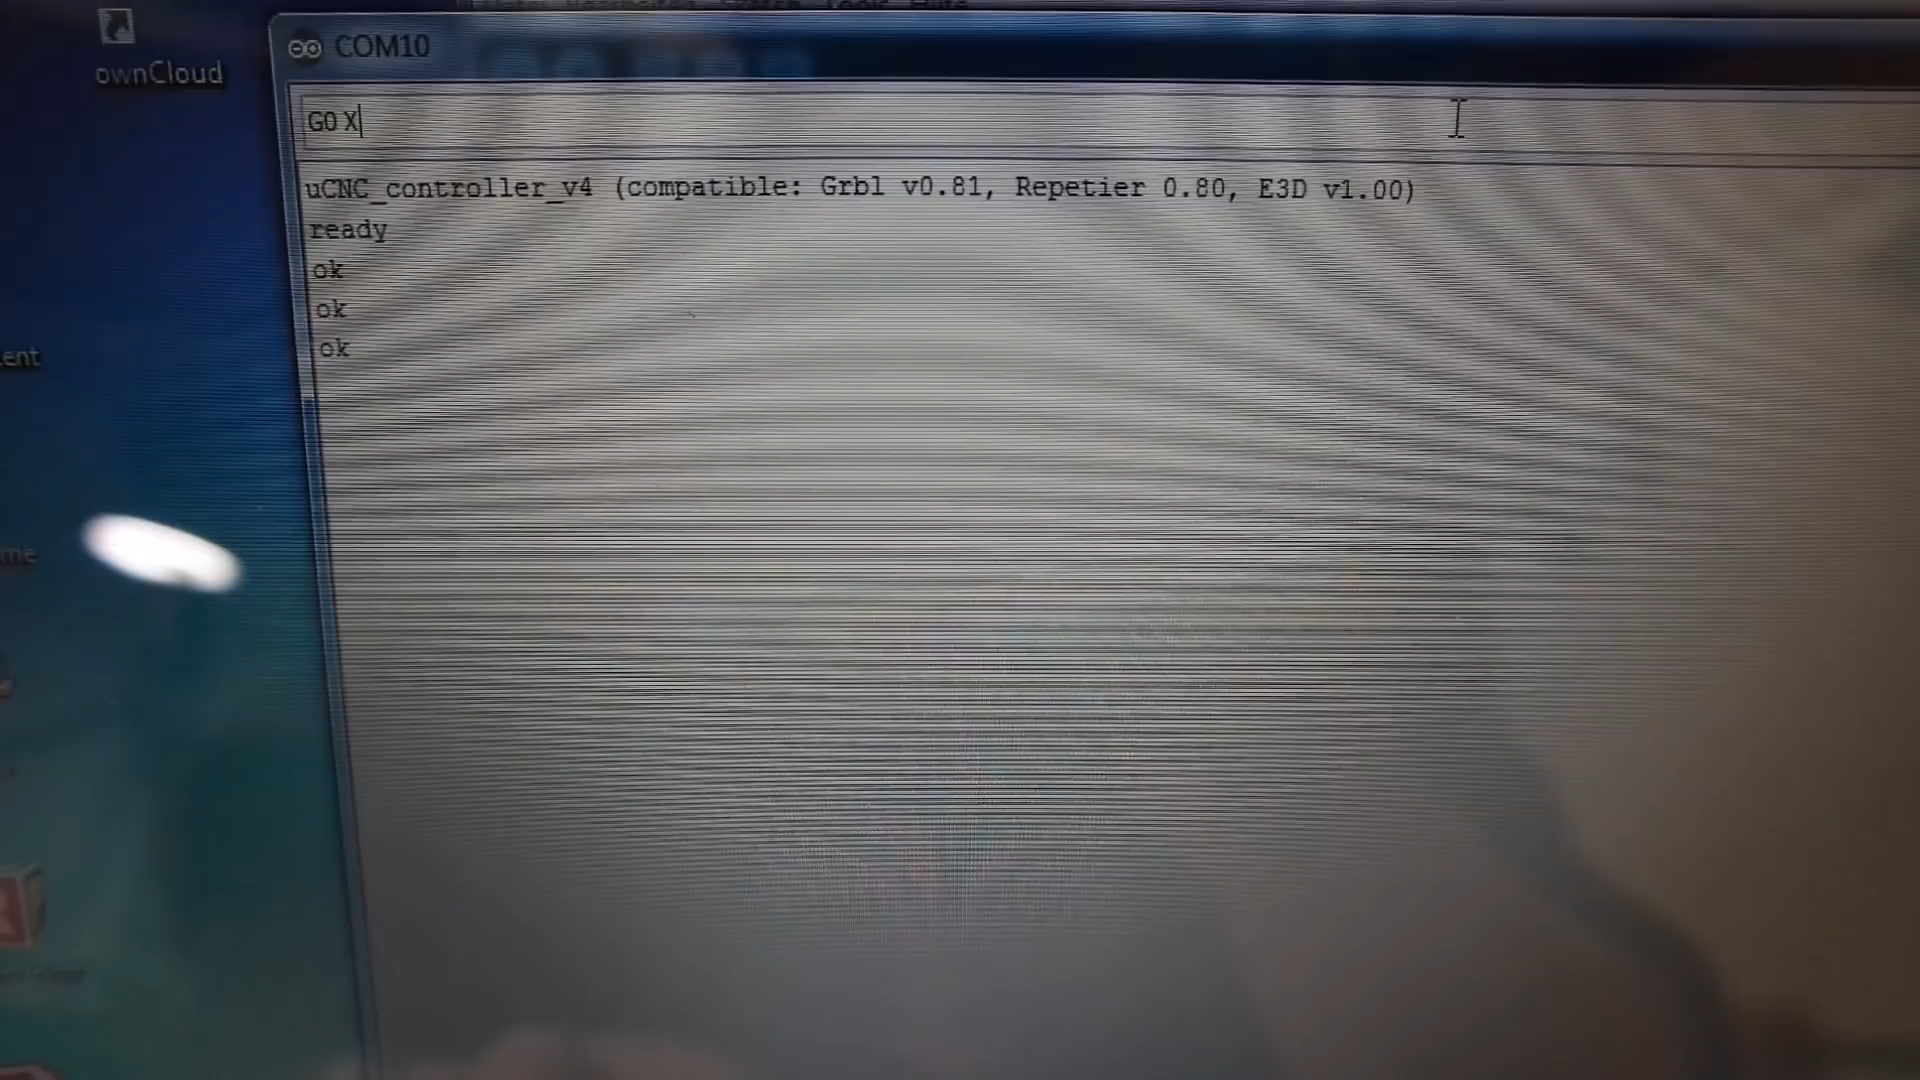 ownCloud
COM10
G0 X
uCNC_controller_v4 (compatible: Grbl v0.81, Repetier 0.80, E3D v1.00)
ready
ok
ok
ok
ent
me